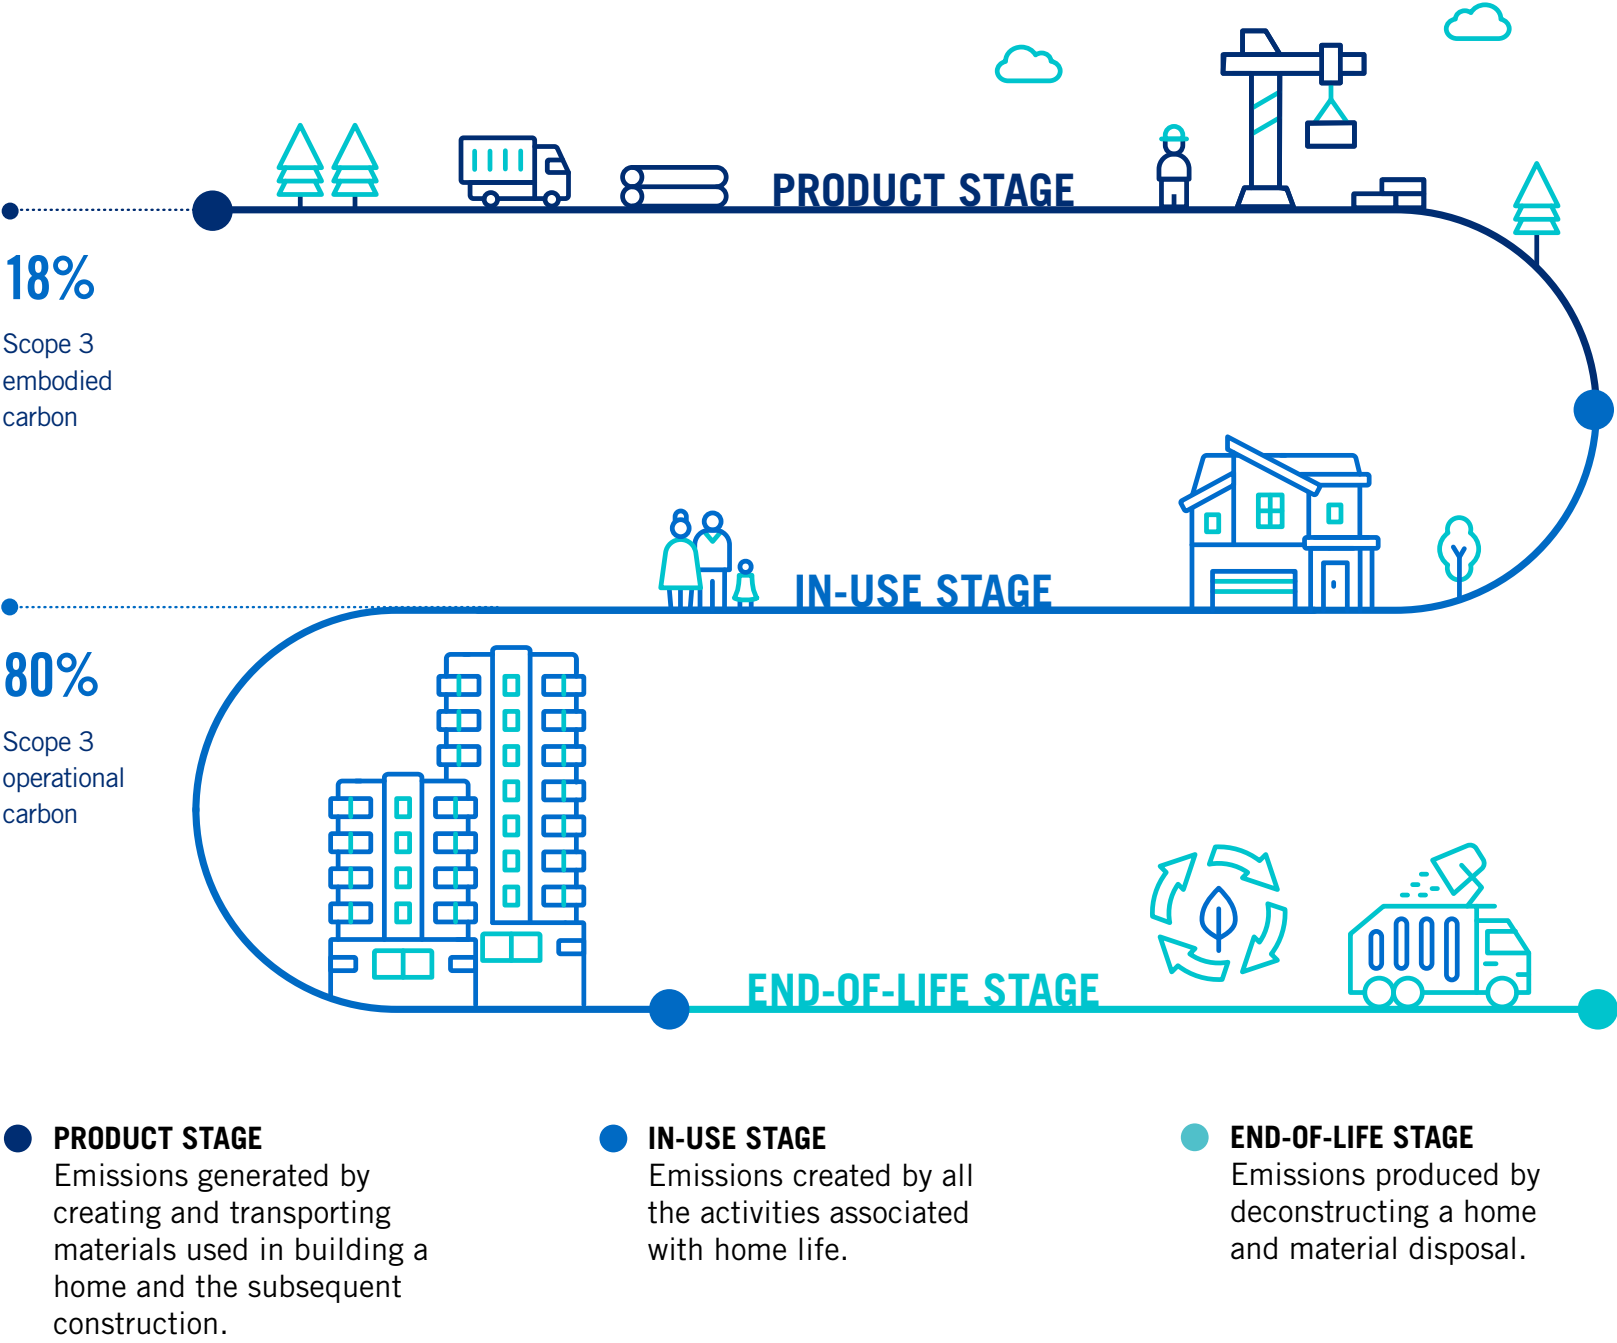 PRODUCT STAGE
18%
Scope 3
embodied
carbon
IN-USE STAGE
80%
Scope 3
operational
carbon
END-OF-LIFE STAGE
PRODUCT STAGE
Emissions generated by
creating and transporting
materials used in building a
home and the subsequent
construction.
IN-USE STAGE
Emissions created by all
the activities associated
with home life.
END-OF-LIFE STAGE
Emissions produced by
deconstructing a home
and material disposal.